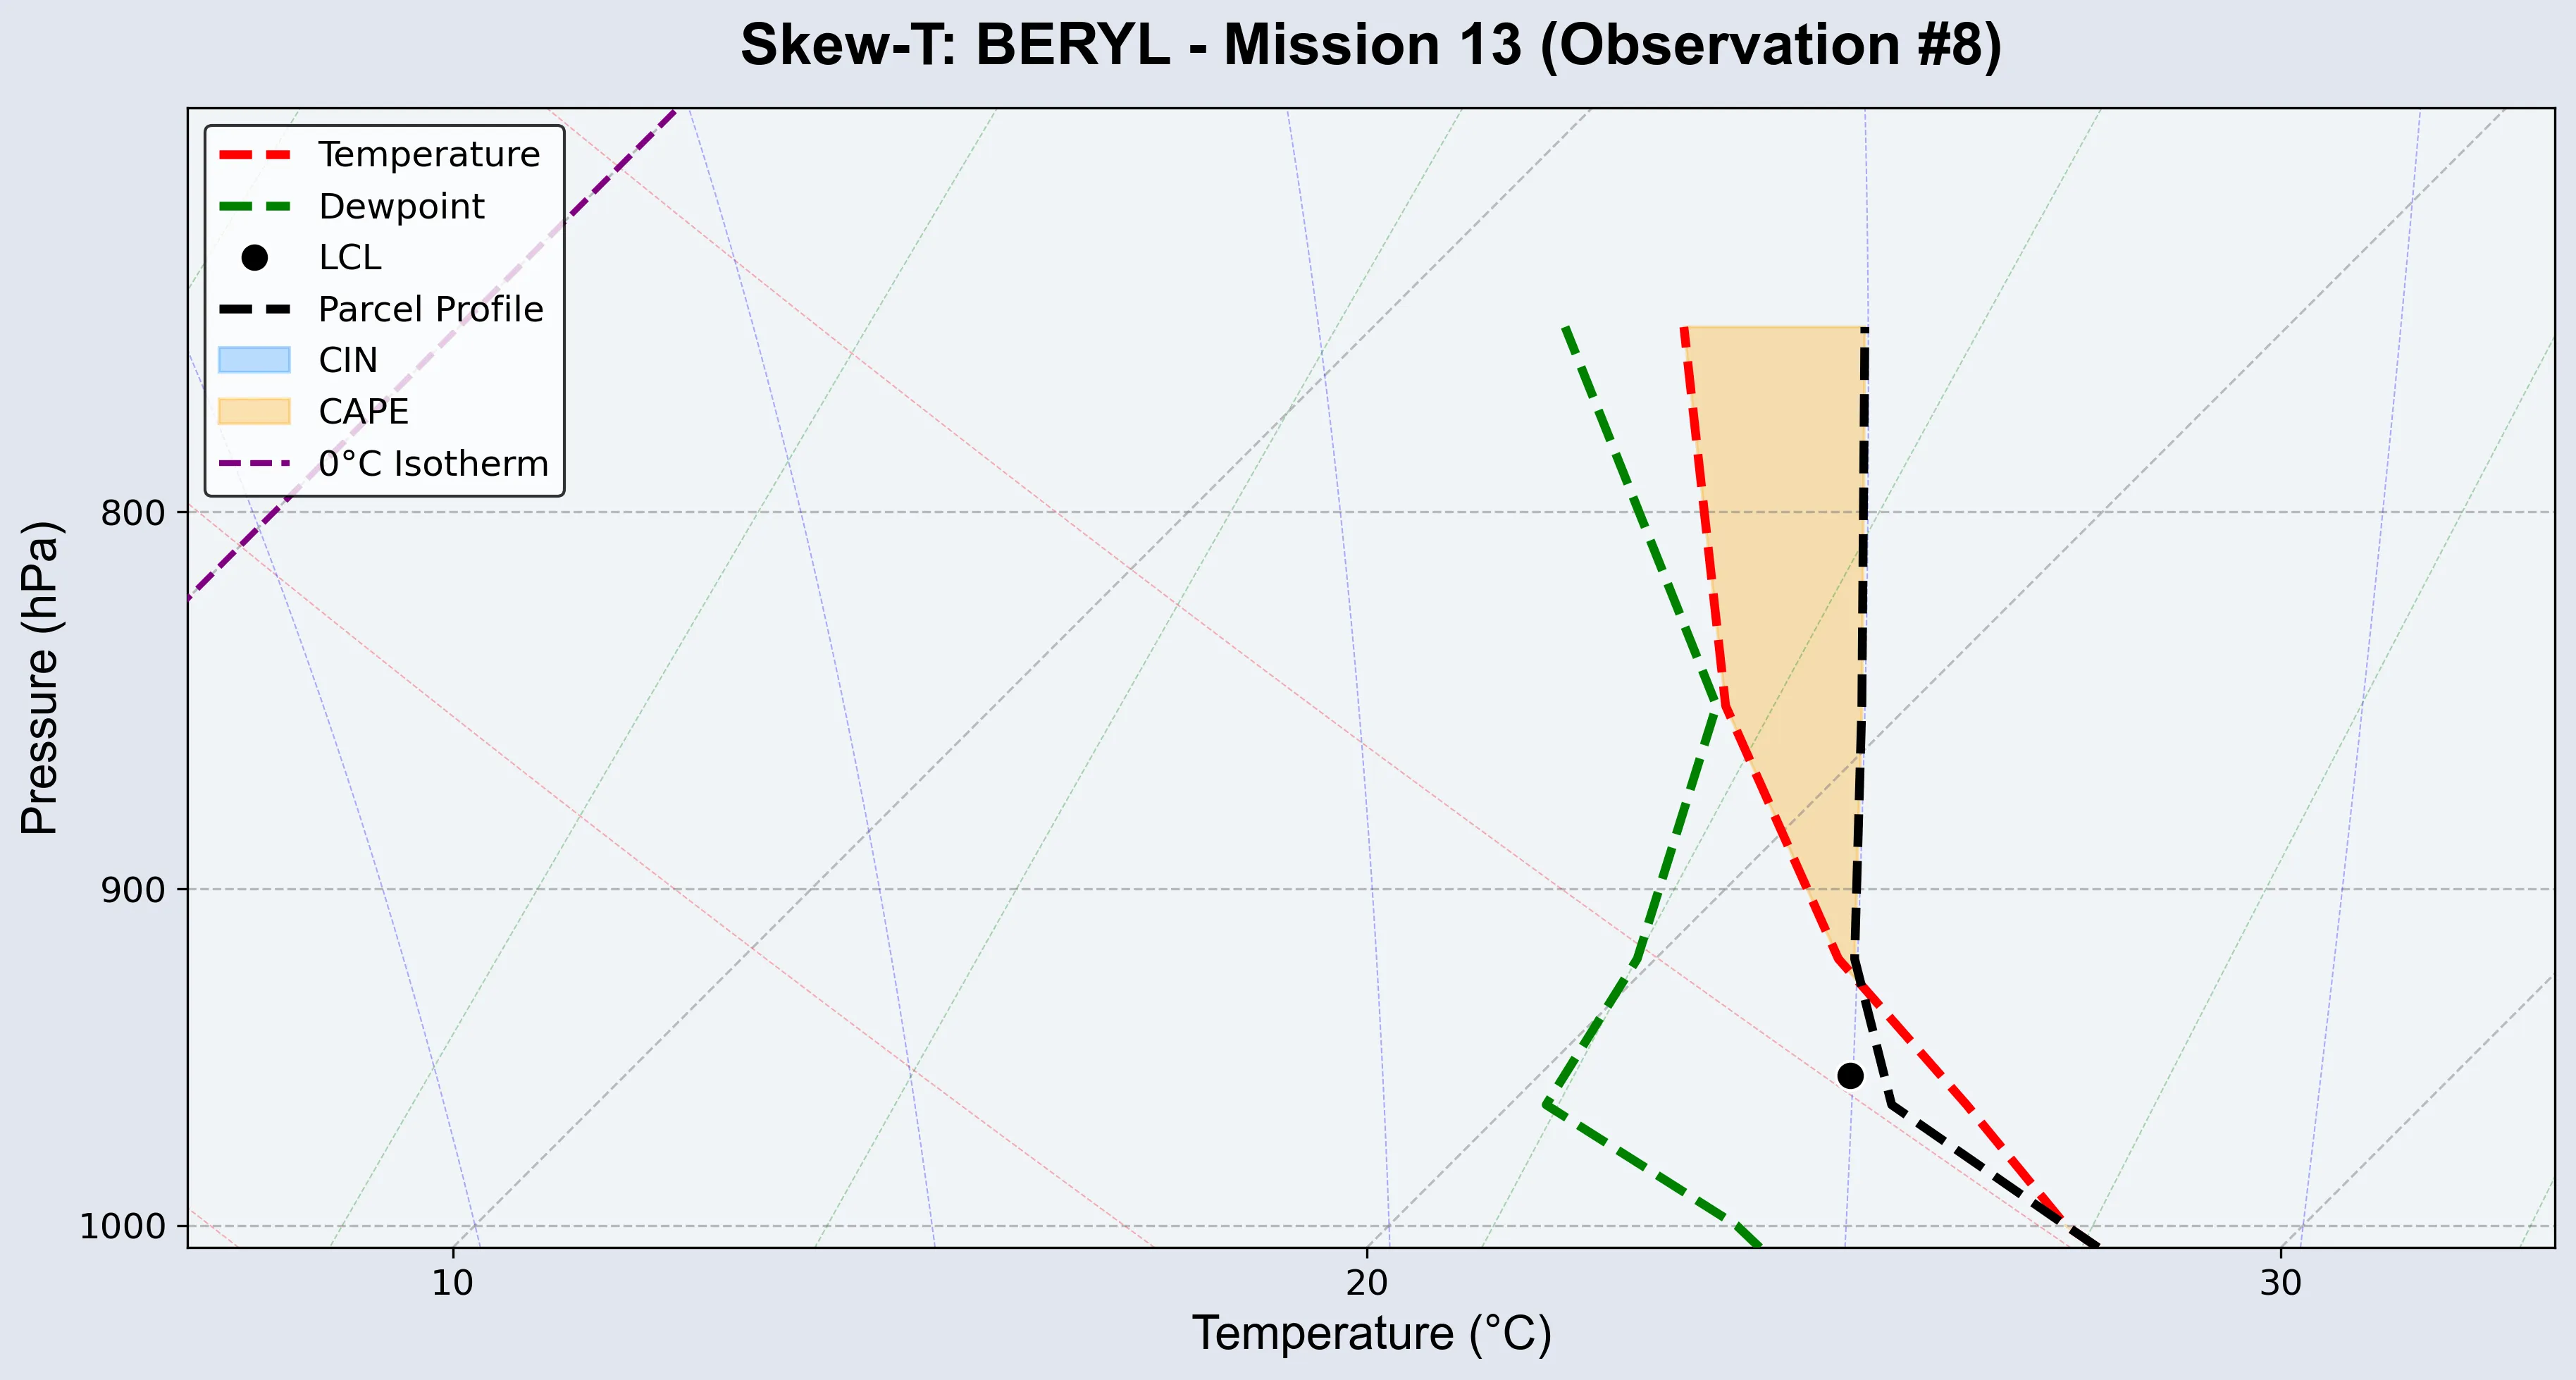 Skew-T: BERYL - Mission 13 (Observation #8)
Temperature
Dewpoint
LCL
Parcel Profile
CIN
CAPE
0°C Isotherm
Pressure (hPa)
800
900
1000
10 20 30
Temperature (°C)